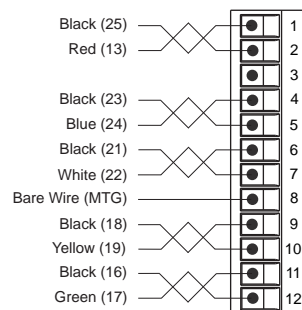 Black (25) 1
Red (13) 2
3
Black (23) 4
Blue (24) 5
Black (21) 6
White (22) 7
Bare Wire (MTG) 8
Black (18) 9
Yellow (19) 10
Black (16) 11
Green (17) 12